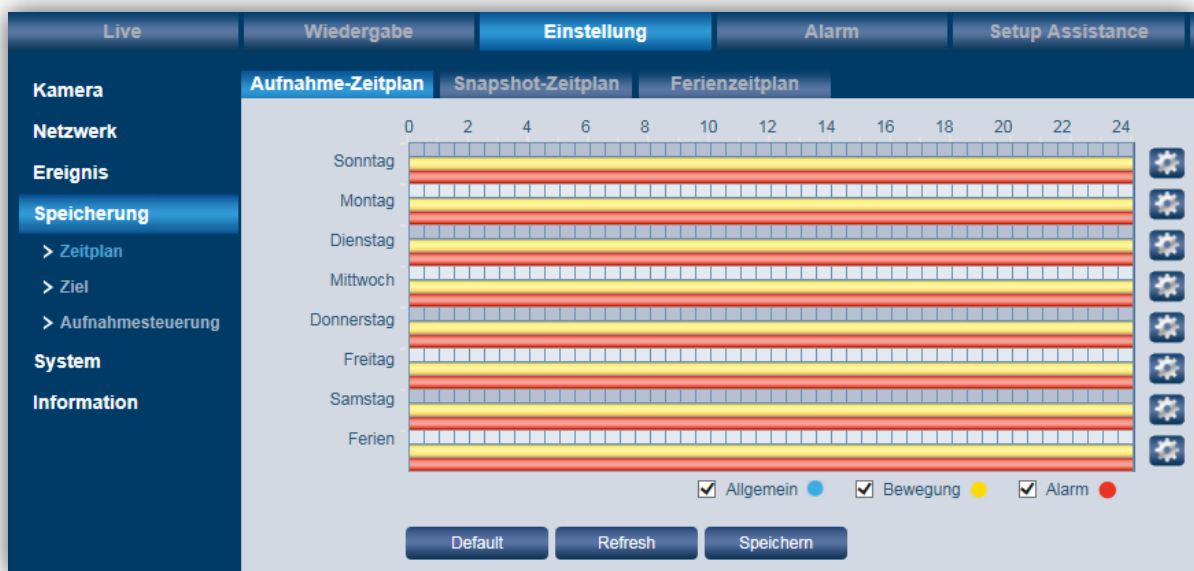 Live Wiedergabe Einstellung Alarm Setup Assistance
Kamera
Netzwerk
Ereignis
Speicherung
> Zeitplan
> Ziel
> Aufnahmesteuerung
System
Information
Aufnahme-Zeitplan Snapshot-Zeitplan Ferienzeitplan
0 2 4 6 8 10 12 14 16 18 20 22 24
Sonntag
Montag
Dienstag
Mittwoch
Donnerstag
Freitag
Samstag
Ferien
Allgemein Bewegung Alarm
Default Refresh Speichern